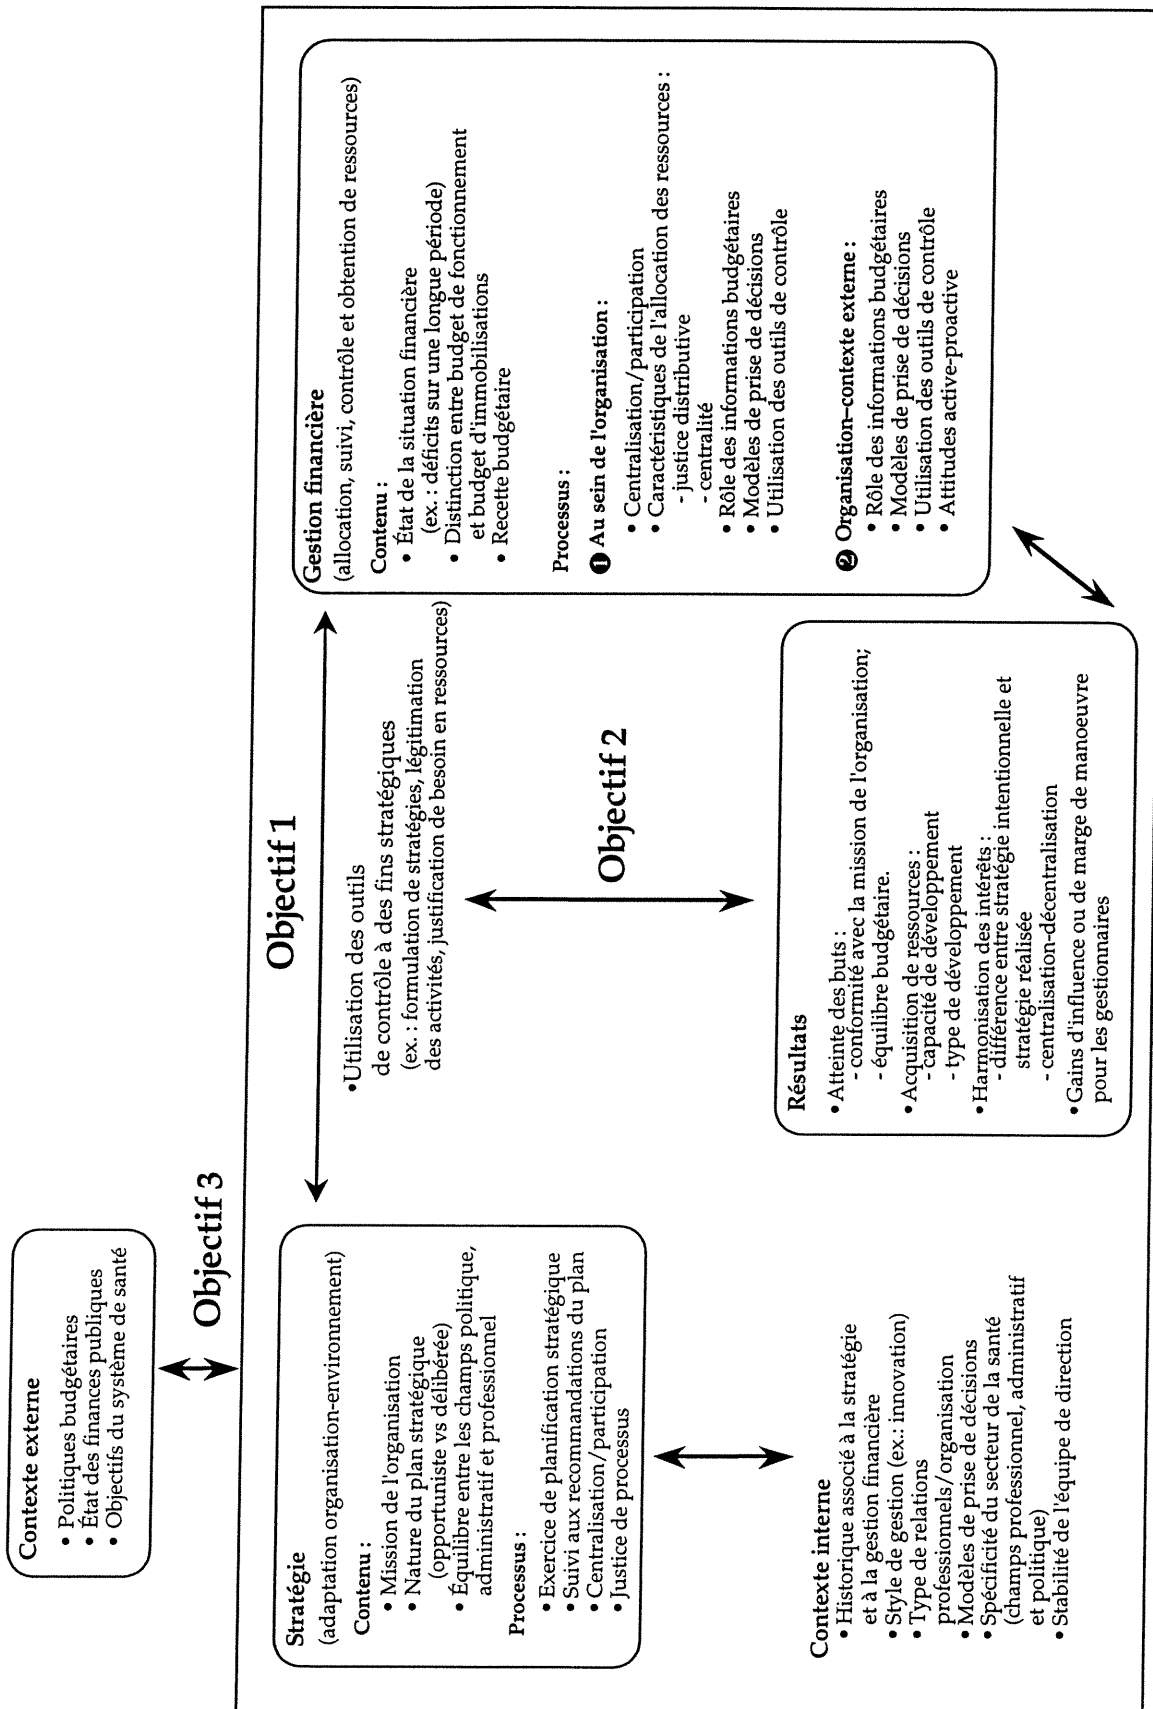 Contexte externe
• Politiques budgétaires
• État des finances publiques
• Objectifs du système de santé
Objectif 3
Objectif 1
Stratégie
(adaptation organisation-environnement)
Contenu :
• Mission de l'organisation
• Nature du plan stratégique
(opportuniste vs délibérée)
• Équilibre entre les champs politique,
administratif et professionnel
Processus :
• Exercice de planification stratégique
• Suivi aux recommandations du plan
• Centralisation/participation
• Justice de processus
•Utilisation des outils
de contrôle à des fins stratégiques
(ex. : formulation de stratégies, légitimation
des activités, justification de besoin en ressources)
Gestion financière
(allocation, suivi, contrôle et obtention de ressources)
Contenu :
• État de la situation financière
(ex. : déficits sur une longue période)
• Distinction entre budget de fonctionnement
et budget d'immobilisations
• Recette budgétaire
Processus :
❶ Au sein de l'organisation :
• Centralisation/participation
• Caractéristiques de l'allocation des ressources :
- justice distributive
- centralité
• Rôle des informations budgétaires
• Modèles de prise de décisions
• Utilisation des outils de contrôle
❷ Organisation–contexte externe :
• Rôle des informations budgétaires
• Modèles de prise de décisions
• Utilisation des outils de contrôle
• Attitudes active-proactive
Objectif 2
Contexte interne
• Historique associé à la stratégie
et à la gestion financière
• Style de gestion (ex.: innovation)
• Type de relations
professionnels/organisation
• Modèles de prise de décisions
• Spécificité du secteur de la santé
(champs professionnel, administratif
et politique)
• Stabilité de l'équipe de direction
Résultats
• Atteinte des buts :
- conformité avec la mission de l'organisation;
- équilibre budgétaire.
• Acquisition de ressources :
- capacité de développement
- type de développement
• Harmonisation des intérêts :
- différence entre stratégie intentionnelle et
stratégie réalisée
- centralisation-décentralisation
• Gains d'influence ou de marge de manoeuvre
pour les gestionnaires